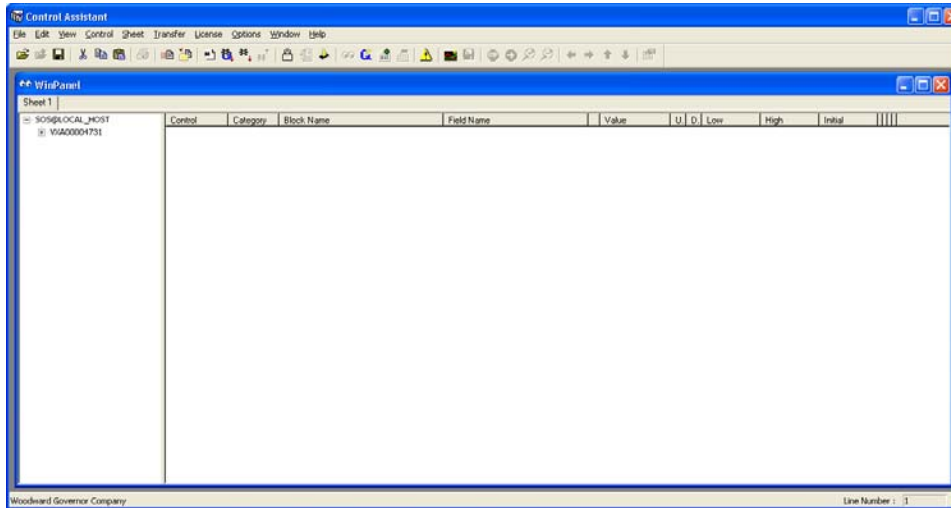 Control Assistant
File Edit View Control Sheet Transfer License Options Window Help
WinPanel
Sheet 1
SOS@LOCAL_HOST
VXA00004731
Control Category Block Name Field Name Value U. D. Low High Initial
Woodward Governor Company Line Number : 1